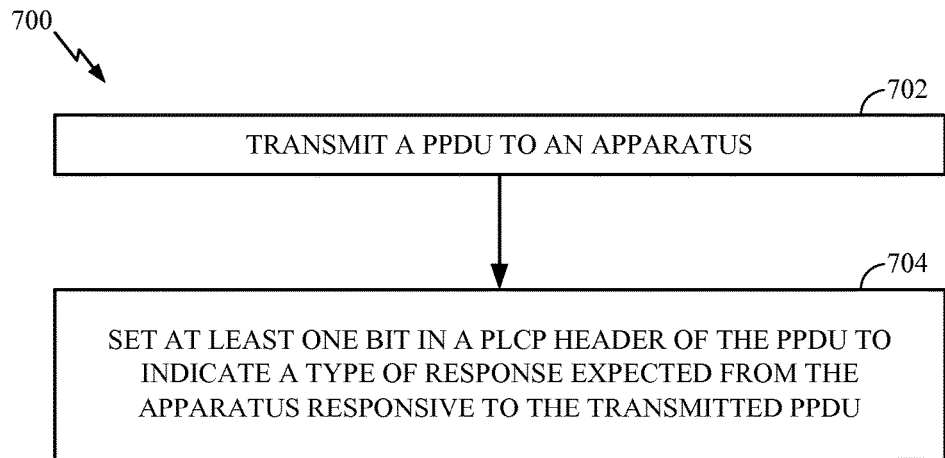 700
702
TRANSMIT A PPDU TO AN APPARATUS
704
SET AT LEAST ONE BIT IN A PLCP HEADER OF THE PPDU TO
INDICATE A TYPE OF RESPONSE EXPECTED FROM THE
APPARATUS RESPONSIVE TO THE TRANSMITTED PPDU